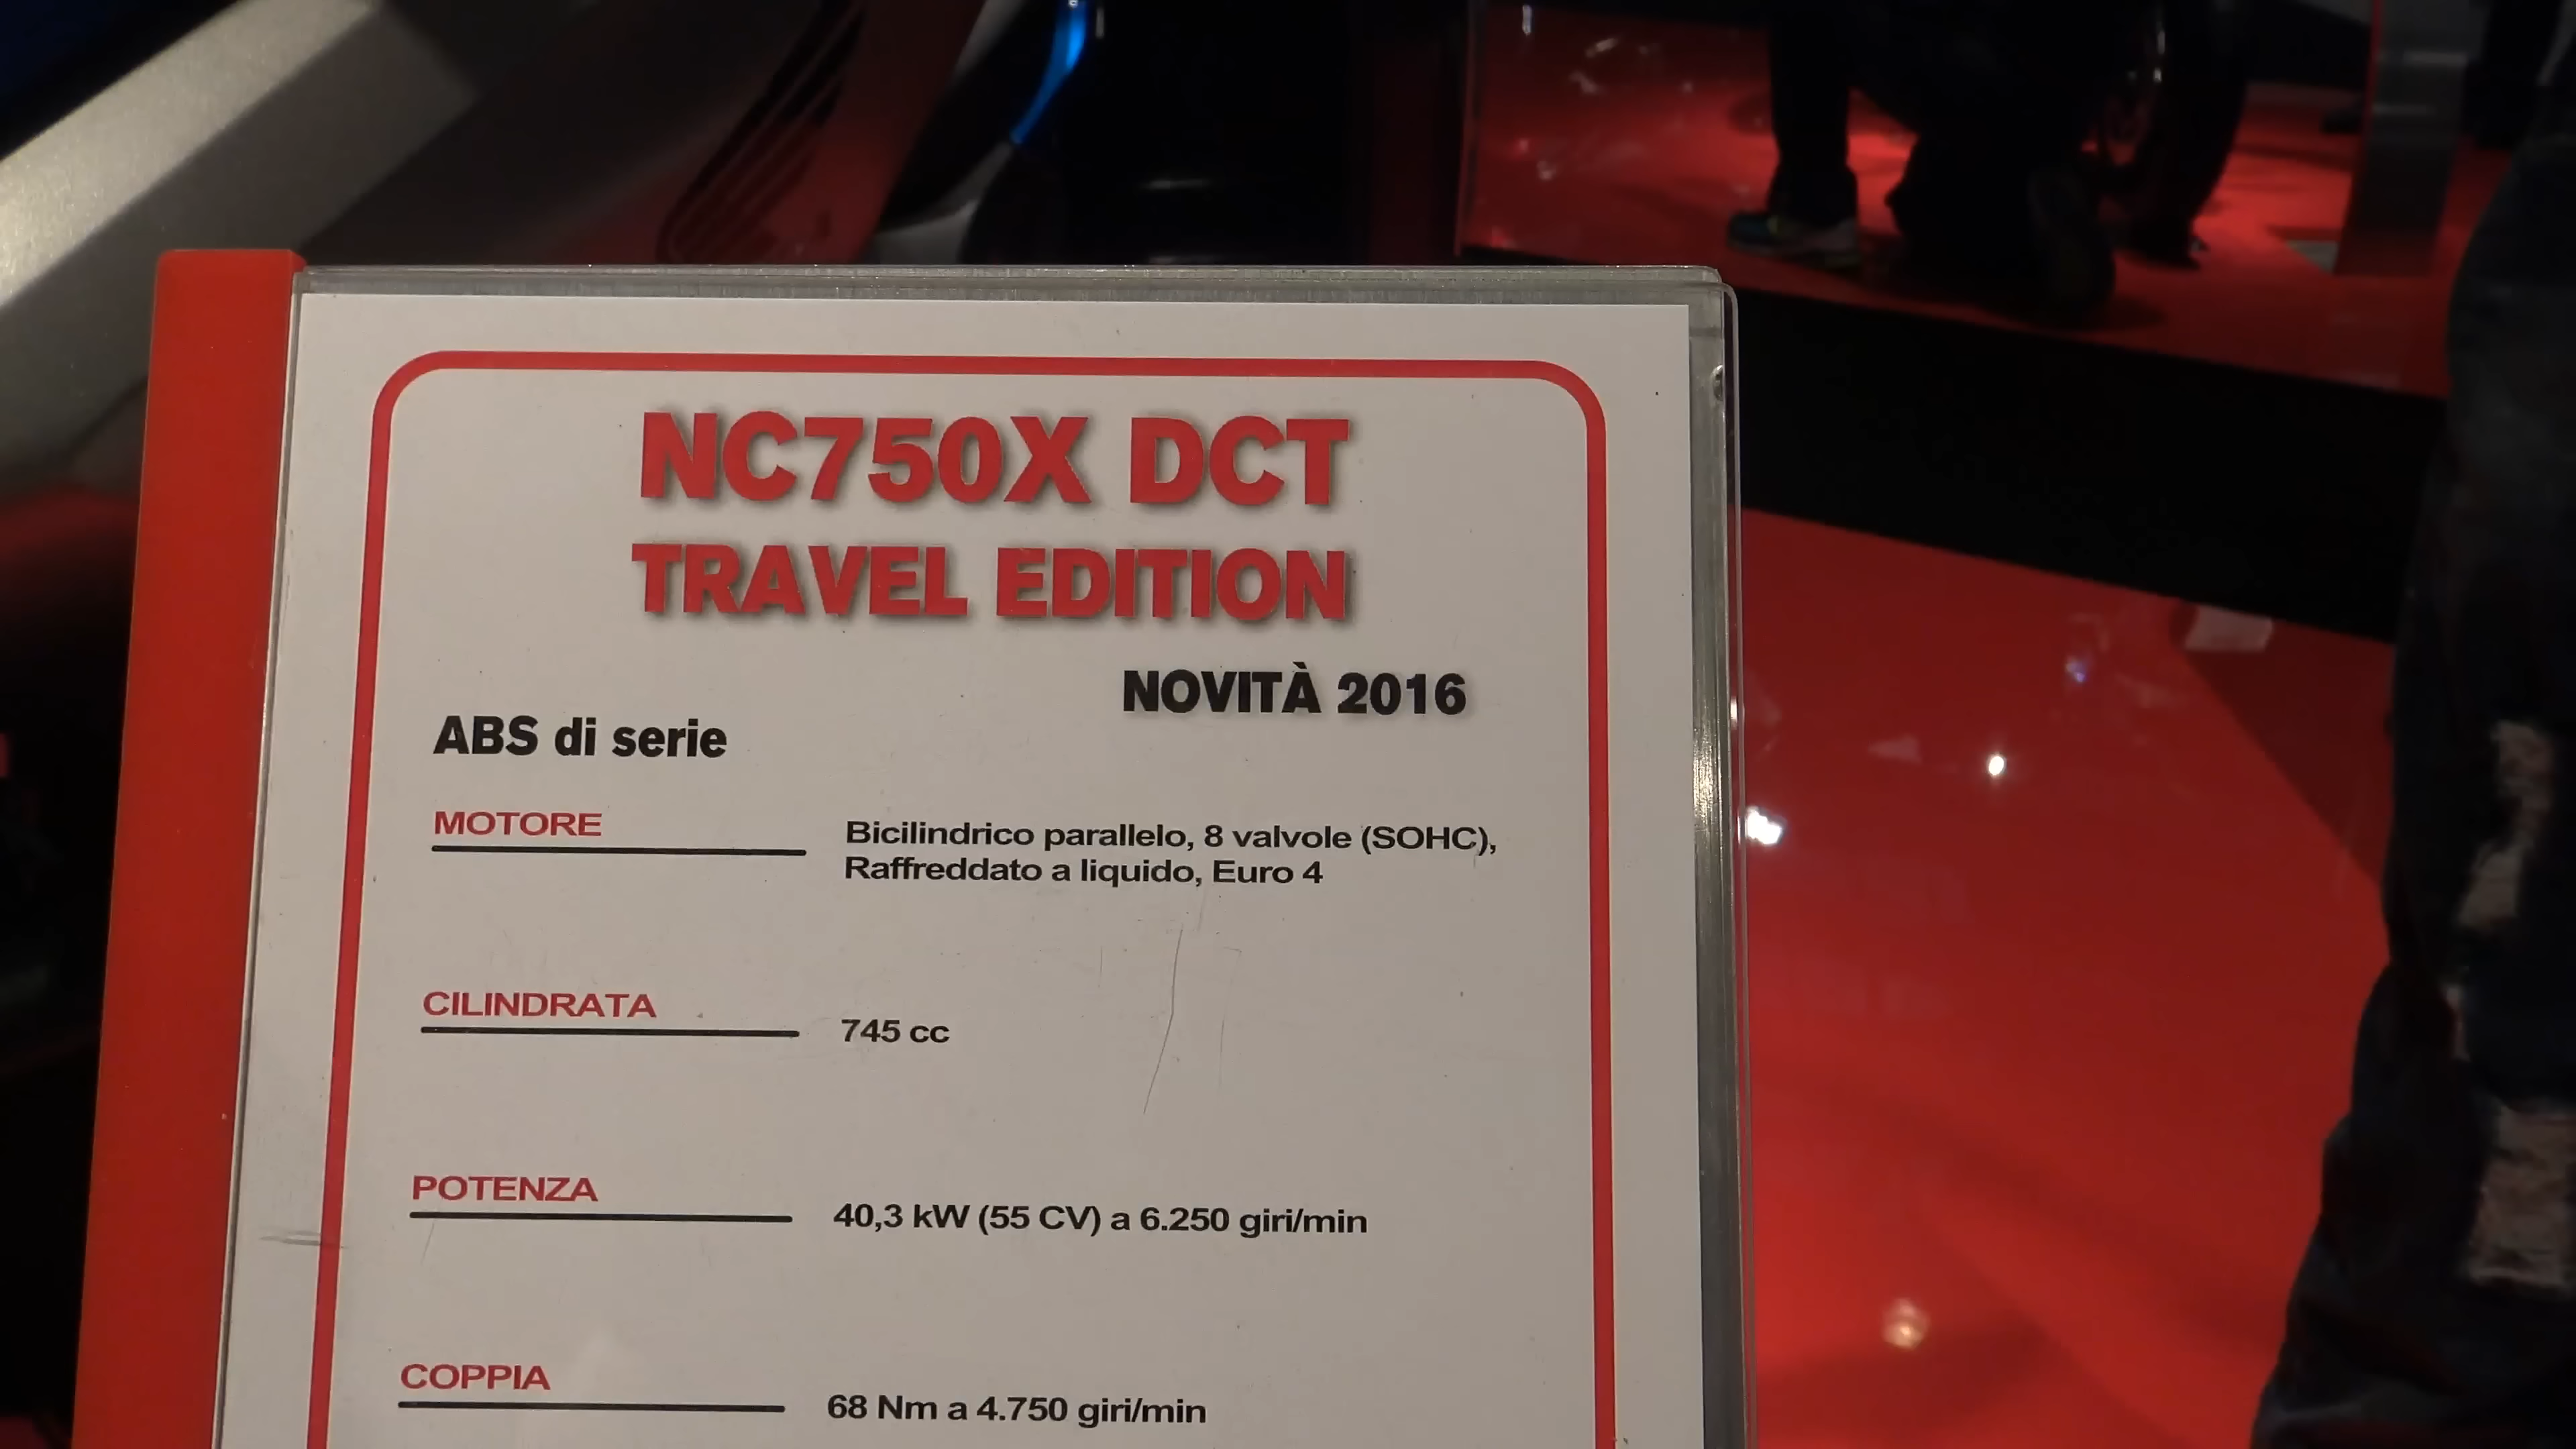 NC750X DCT
TRAVEL EDITION
NOVITÀ 2016
ABS di serie
MOTORE
Bicilindrico parallelo, 8 valvole (SOHC),
Raffreddato a liquido, Euro 4
CILINDRATA
745 cc
POTENZA
40,3 kW (55 CV) a 6.250 giri/min
COPPIA
68 Nm a 4.750 giri/min